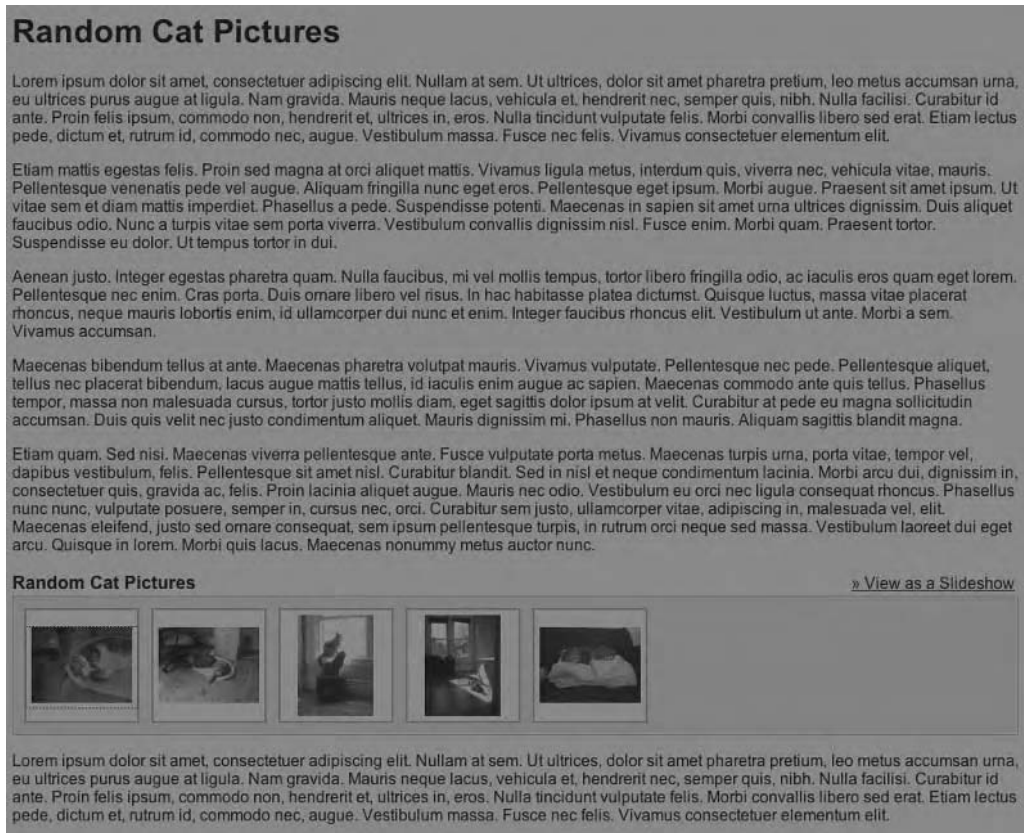 Random Cat Pictures
Lorem ipsum dolor sit amet, consectetuer adipiscing elit. Nullam at sem. Ut ultrices, dolor sit amet pharetra pretium, leo metus accumsan urna,
eu ultrices purus augue at ligula. Nam gravida. Mauris neque lacus, vehicula et, hendrerit nec, semper quis, nibh. Nulla facilisi. Curabitur id
ante. Proin felis ipsum, commodo non, hendrerit et, ultrices in, eros. Nulla tincidunt vulputate felis. Morbi convallis libero sed erat. Etiam lectus
pede, dictum et, rutrum id, commodo nec, augue. Vestibulum massa. Fusce nec felis. Vivamus consectetuer elementum elit.
Etiam mattis egestas felis. Proin sed magna at orci aliquet mattis. Vivamus ligula metus, interdum quis, viverra nec, vehicula vitae, mauris.
Pellentesque venenatis pede vel augue. Aliquam fringilla nunc eget eros. Pellentesque eget ipsum. Morbi augue. Praesent sit amet ipsum. Ut
vitae sem et diam mattis imperdiet. Phasellus a pede. Suspendisse potenti. Maecenas in sapien sit amet urna ultrices dignissim. Duis aliquet
faucibus odio. Nunc a turpis vitae sem porta viverra. Vestibulum convallis dignissim nisl. Fusce enim. Morbi quam. Praesent tortor.
Suspendisse eu dolor. Ut tempus tortor in dui.
Aenean justo. Integer egestas pharetra quam. Nulla faucibus, mi vel mollis tempus, tortor libero fringilla odio, ac iaculis eros quam eget lorem.
Pellentesque nec enim. Cras porta. Duis ornare libero vel risus. In hac habitasse platea dictumst. Quisque luctus, massa vitae placerat
rhoncus, neque mauris lobortis enim, id ullamcorper dui nunc et enim. Integer faucibus rhoncus elit. Vestibulum ut ante. Morbi a sem.
Vivamus accumsan.
Maecenas bibendum tellus at ante. Maecenas pharetra volutpat mauris. Vivamus vulputate. Pellentesque nec pede. Pellentesque aliquet,
tellus nec placerat bibendum, lacus augue mattis tellus, id iaculis enim augue ac sapien. Maecenas commodo ante quis tellus. Phasellus
tempor, massa non malesuada cursus, tortor justo mollis diam, eget sagittis dolor ipsum at velit. Curabitur at pede eu magna sollicitudin
accumsan. Duis quis velit nec justo condimentum aliquet. Mauris dignissim mi. Phasellus non mauris. Aliquam sagittis blandit magna.
Etiam quam. Sed nisi. Maecenas viverra pellentesque ante. Fusce vulputate porta metus. Maecenas turpis urna, porta vitae, tempor vel,
dapibus vestibulum, felis. Pellentesque sit amet nisl. Curabitur blandit. Sed in nisl et neque condimentum lacinia. Morbi arcu dui, dignissim in,
consectetuer quis, gravida ac, felis. Proin lacinia aliquet augue. Mauris nec odio. Vestibulum eu orci nec ligula consequat rhoncus. Phasellus
nunc nunc, vulputate posuere, semper in, cursus nec, orci. Curabitur sem justo, ullamcorper vitae, adipiscing in, malesuada vel, elit.
Maecenas eleifend, justo sed ornare consequat, sem ipsum pellentesque turpis, in rutrum orci neque sed massa. Vestibulum laoreet dui eget
arcu. Quisque in lorem. Morbi quis lacus. Maecenas nonummy metus auctor nunc.
Random Cat Pictures
» View as a Slideshow
Lorem ipsum dolor sit amet, consectetuer adipiscing elit. Nullam at sem. Ut ultrices, dolor sit amet pharetra pretium, leo metus accumsan urna,
eu ultrices purus augue at ligula. Nam gravida. Mauris neque lacus, vehicula et, hendrerit nec, semper quis, nibh. Nulla facilisi. Curabitur id
ante. Proin felis ipsum, commodo non, hendrerit et, ultrices in, eros. Nulla tincidunt vulputate felis. Morbi convallis libero sed erat. Etiam lectus
pede, dictum et, rutrum id, commodo nec, augue. Vestibulum massa. Fusce nec felis. Vivamus consectetuer elementum elit.